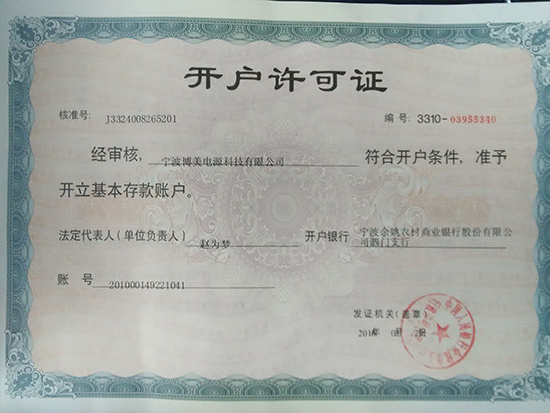 开户许可证
核准号: J3324008265201 编号: 3310-03955340
经审核, 宁波博美电源科技有限公司 符合开户条件, 准予
开立基本存款账户。
法定代表人(单位负责人) 赵为梦 开户银行 宁波余姚农村商业银行股份有限公
司泗门支行
账 号 201000149221041
发证机关(盖章)
年 月 日